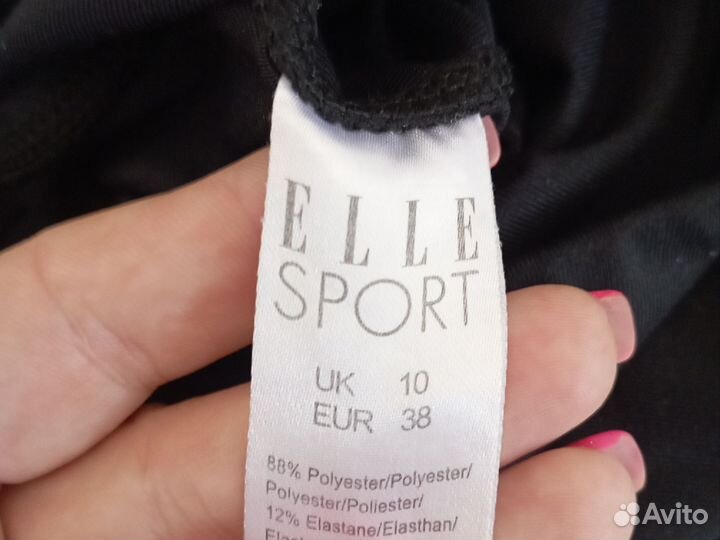 ELLE
SPORT
UK 10
EUR 38
88% Polyester/Polyester/
Polyester/Poliester/
12% Elastane/Elasthan/
Avito